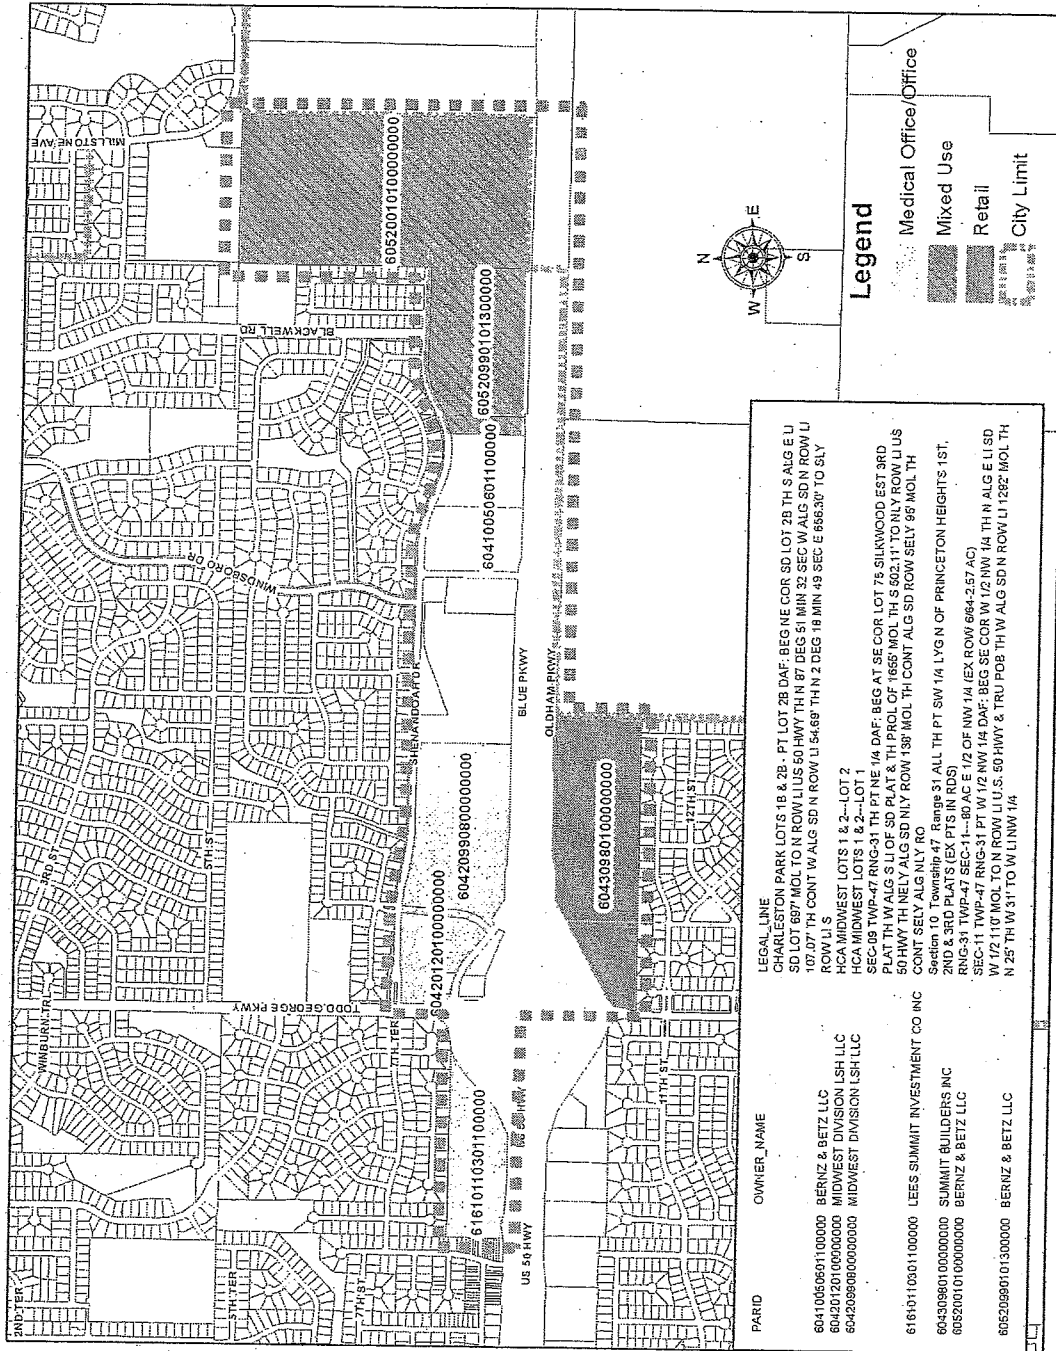 MILLSTONE AVE
60520010100000000
BLACKWELL RD
60520990101300000
60410050601100000
WINDSBORO DR
SHENANDOAH DR
BLUE PKWY
OLDHAM PKWY
3RD ST
5TH ST
60420990800000000
60420120100000000
60430980100000000
12TH ST
WINBURN TR
TODD GEORGE PKWY
7TH TER
11TH ST
2ND TER
5TH TER
7TH ST
61610110301100000
US 50 HWY
US 50 HWY
N
E
S
W
Legend
Medical Office/Office
Mixed Use
Retail
City Limit
PARID OWNER_NAME LEGAL_LINE
60410050601100000 BERNZ & BETZ LLC CHARLESTON PARK LOTS 1B & 2B - PT LOT 2B DAF: BEG NE COR SD LOT 2B TH S ALG E LI
SD LOT 697' MOL TO N ROW LI US 50 HWY TH N 87 DEG 51 MIN 32 SEC W ALG SD N ROW LI
107.07' TH CONT W ALG SD N ROW LI 54.69' TH N 2 DEG 18 MIN 49 SEC E 656.30' TO SLY
ROW LI S
60420120100000000 MIDWEST DIVISION LSH LLC HCA MIDWEST LOTS 1 & 2---LOT 2
60420990800000000 MIDWEST DIVISION LSH LLC HCA MIDWEST LOTS 1 & 2---LOT 1
61610110301100000 LEES SUMMIT INVESTMENT CO INC SEC-09 TWP-47 RNG-31 TH PT NE 1/4 DAF: BEG AT SE COR LOT 75 SILKWOOD EST 3RD
PLAT TH W ALG S LI OF SD PLAT & TH PROL OF 1655' MOL TH S 502.11' TO NLY ROW LI US
50 HWY TH NELY ALG SD NLY ROW 138' MOL TH CONT ALG SD ROW SELY 95' MOL TH
CONT SELY ALG NLY RO
60430980100000000 SUMMIT BUILDERS INC Section 10 Township 47 Range 31 ALL TH PT SW 1/4 LYG N OF PRINCETON HEIGHTS 1ST,
2ND & 3RD PLATS (EX PTS IN RDS)
60520010100000000 BERNZ & BETZ LLC RNG-31 TWP-47 SEC-11---80 AC E 1/2 OF NW 1/4 (EX ROW 6/64-2.57 AC)
60520990101300000 BERNZ & BETZ LLC SEC-11 TWP-47 RNG-31 PT W 1/2 NW 1/4 DAF: BEG SE COR W 1/2 NW 1/4 TH N ALG E LI SD
W 1/2 110' MOL TO N ROW LI U.S. 50 HWY & TRU POB TH W ALG SD N ROW LI 1292' MOL TH
N 25' TH W 31' TO W LI NW 1/4